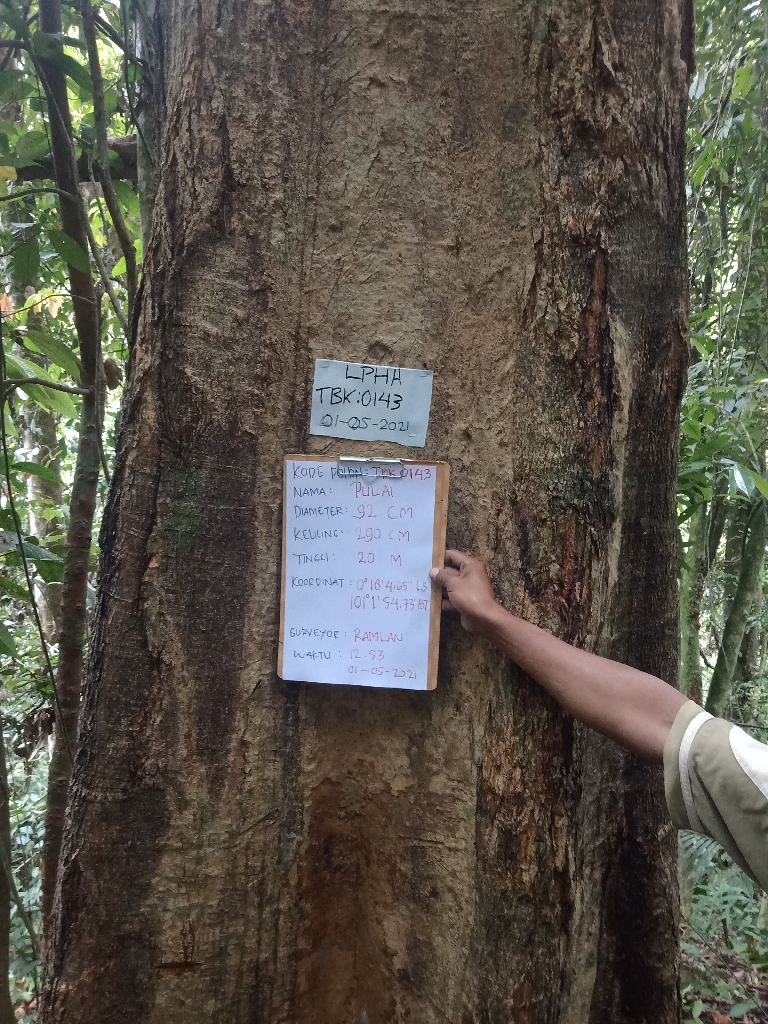 LPHA
TBK:0143
01-05-2021
KODE POHON: TBK 0143
NAMA: PULAI
DIAMETER: 92 CM
KELLING: 290 CM
TINGGI: 20 M
KOORDINAT: 0°18'4.65" LS
101°1'54.73" BT
SURVEYOR: RAMLAN
WAKTU: 12.53
01-05-2021